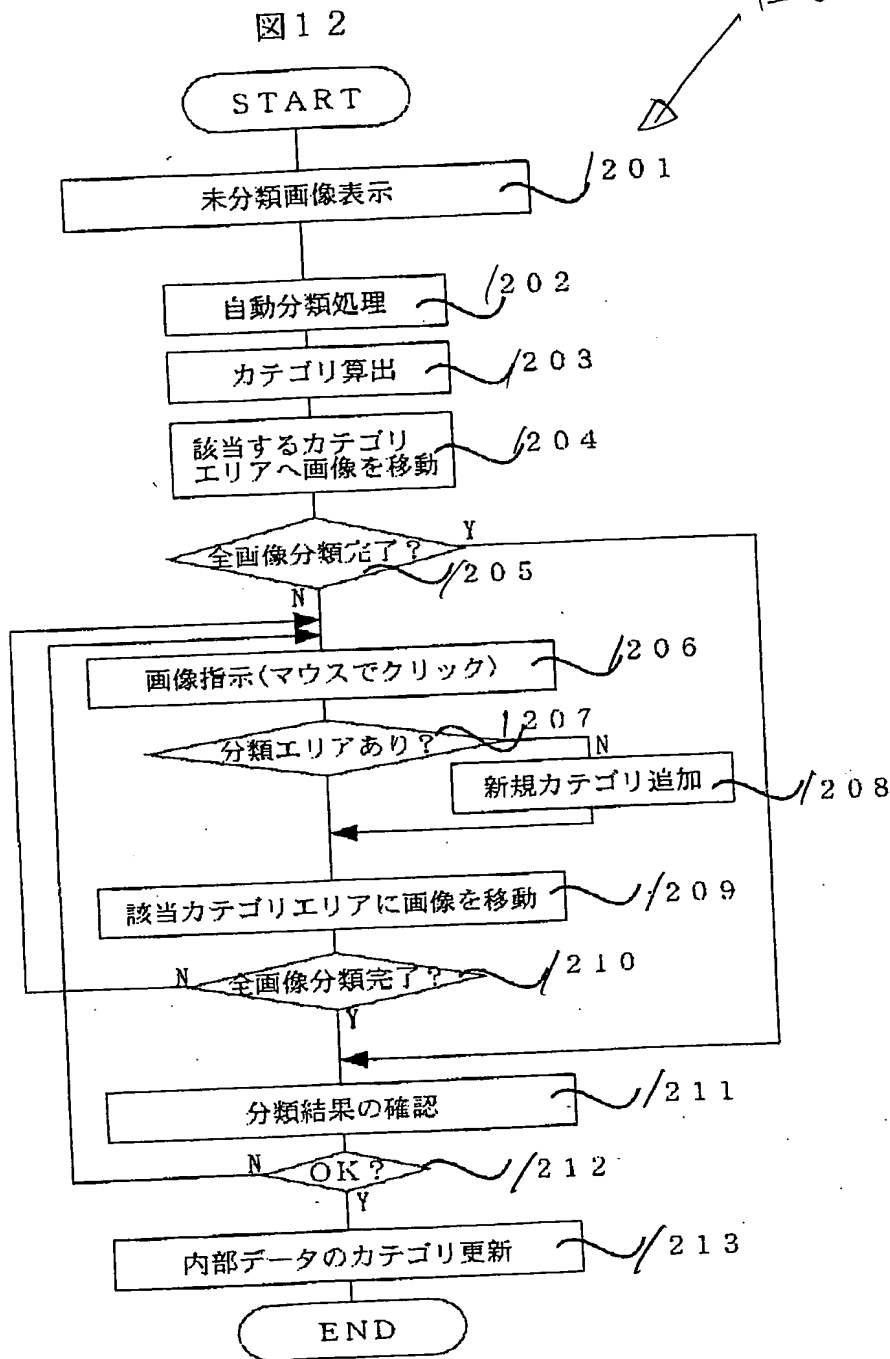 図12
START
未分類画像表示
201
自動分類処理
202
カテゴリ算出
203
該当するカテゴリ
エリアへ画像を移動
204
全画像分類完了?
Y
205
N
画像指示(マウスでクリック)
206
分類エリアあり?
207
N
新規カテゴリ追加
208
該当カテゴリエリアに画像を移動
209
N
全画像分類完了?
210
Y
分類結果の確認
211
N
OK?
212
Y
内部データのカテゴリ更新
213
END